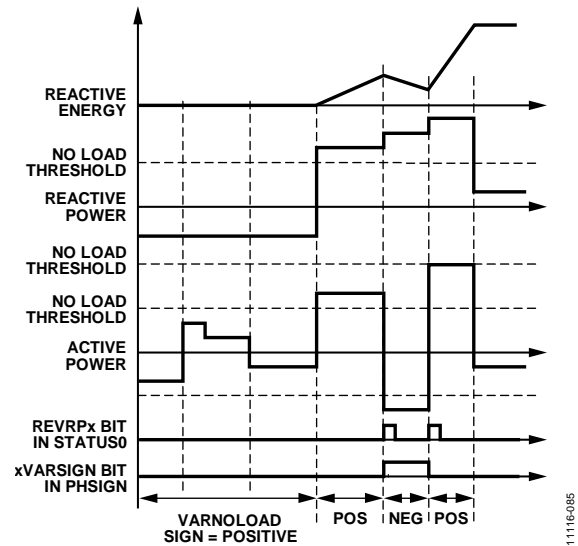 REACTIVE
ENERGY
NO LOAD
THRESHOLD
REACTIVE
POWER
NO LOAD
THRESHOLD
NO LOAD
THRESHOLD
ACTIVE
POWER
REVRPx BIT
IN STATUS0
xVARSIGN BIT
IN PHSIGN
VARNOLOAD
SIGN = POSITIVE
POS
NEG
POS
11116-085